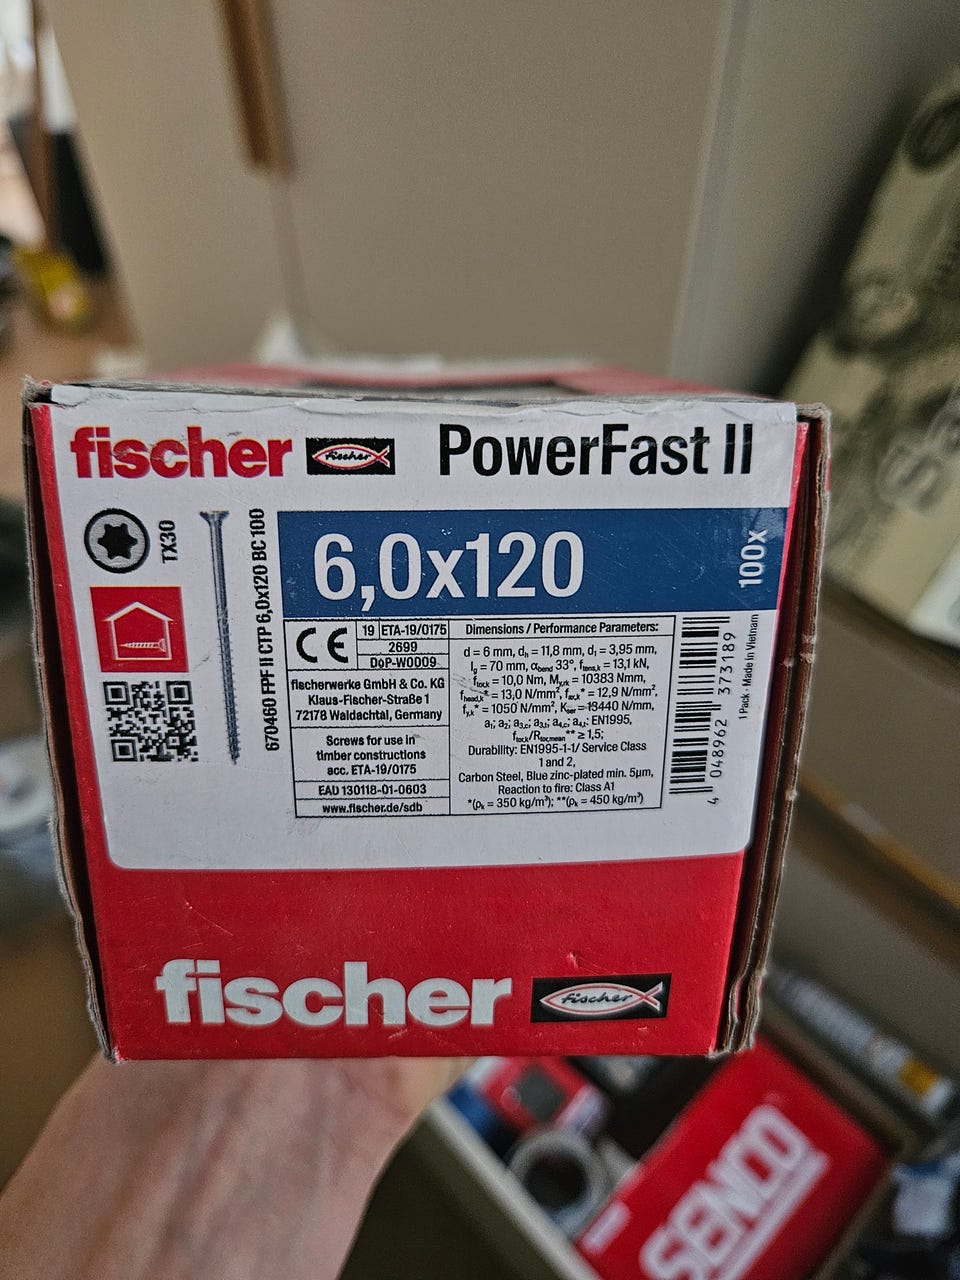 fischer fischer PowerFast II
TX30
670460 FPF II CTP 6,0x120 BC 100
6,0x120
100x
CE
19 ETA-19/0175
2699
DoP-W0009
fischerwerke GmbH & Co. KG
Klaus-Fischer-Straße 1
72178 Waldachtal, Germany
Screws for use in
timber constructions
acc. ETA-19/0175
EAD 130118-01-0603
www.fischer.de/sdb
Dimensions / Performance Parameters:
d = 6 mm, dₕ = 11,8 mm, d₁ = 3,95 mm,
lg = 70 mm, αbend 33°, ftens,k = 13,1 kN,
ftor,k = 10,0 Nm, My,k = 10383 Nmm,
fhead,k* = 13,0 N/mm², fax,k* = 12,9 N/mm²,
fy,k* = 1050 N/mm², Kser = 13440 N/mm,
a₁; a₂; a3,c; a3,t; a4,c; a4,t: EN1995,
ftor,k/Rtor,mean** ≥ 1,5;
Durability: EN1995-1-1/ Service Class
1 and 2,
Carbon Steel, Blue zinc-plated min. 5µm,
Reaction to fire: Class A1
*(ρk = 350 kg/m³); **(ρk = 450 kg/m³)
4 048962 373189
1 Pack · Made in Vietnam
fischer fischer
SENCO